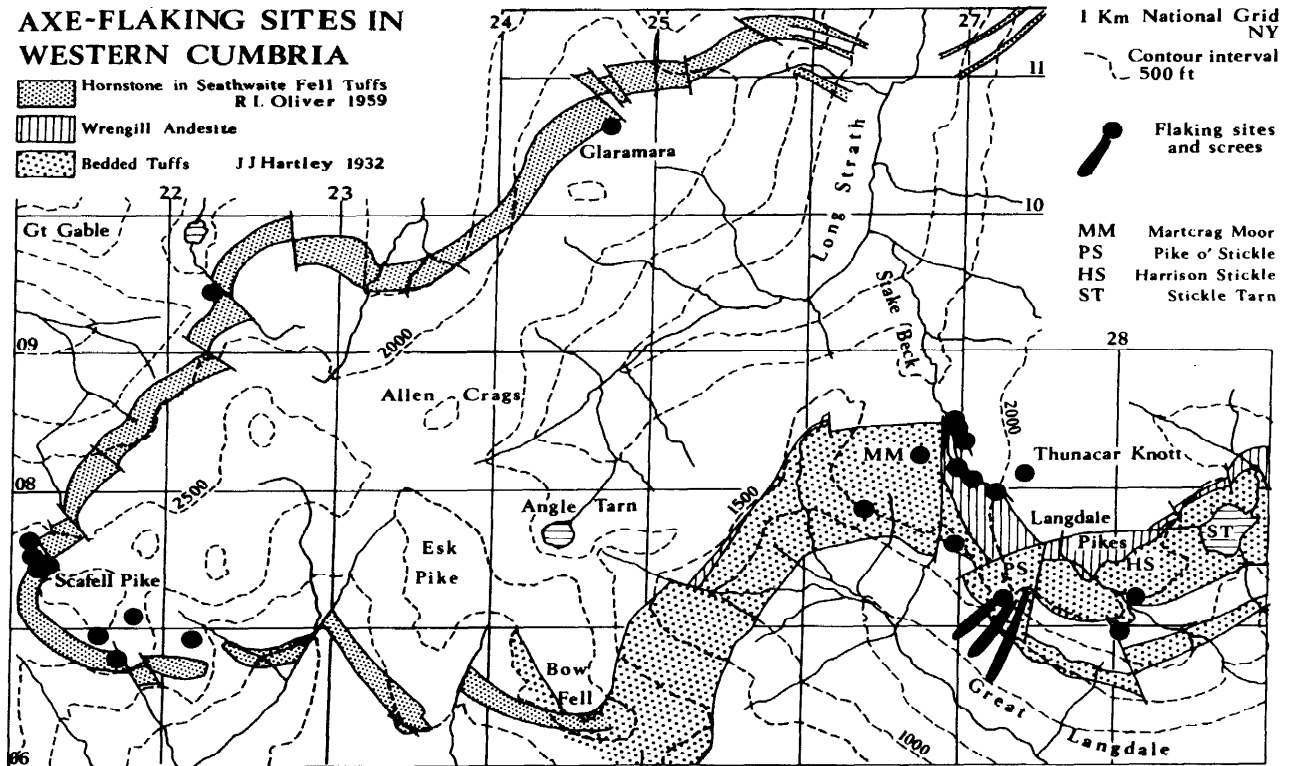 AXE-FLAKING SITES IN
WESTERN CUMBRIA
Hornstone in Seathwaite Fell Tuffs
R I. Oliver 1959
Wrengill Andesite
Bedded Tuffs J J Hartley 1932
1 Km National Grid
NY
Contour interval
500 ft
Flaking sites
and screes
MM Martcrag Moor
PS Pike o' Stickle
HS Harrison Stickle
ST Stickle Tarn
24
25
27
11
Glaramara
Long Strath
22
23
10
Gt Gable
Stake Beck
09
2000
28
Allen Crags
2000
MM
Thunacar Knott
08
2500
1500
Angle Tarn
Langdale
Pikes
ST
Esk
Pike
Scafell Pike
PS
HS
Bow
Fell
Great
Langdale
1000
06